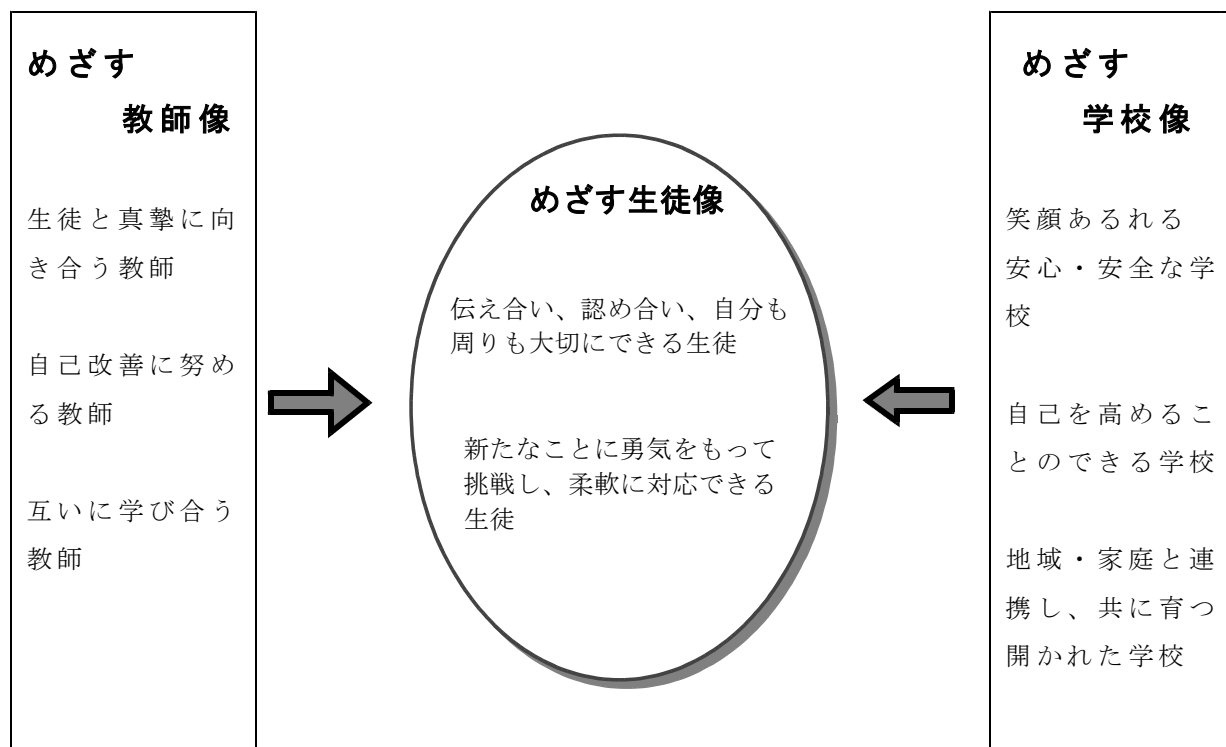 めざす
教師像
生徒と真摯に向
き合う教師
自己改善に努め
る教師
互いに学び合う
教師
めざす生徒像
伝え合い、認め合い、自分も
周りも大切にできる生徒
新たなことに勇気をもって
挑戦し、柔軟に対応できる
生徒
めざす
学校像
笑顔あるれる
安心・安全な学
校
自己を高めるこ
とのできる学校
地域・家庭と連
携し、共に育つ
開かれた学校